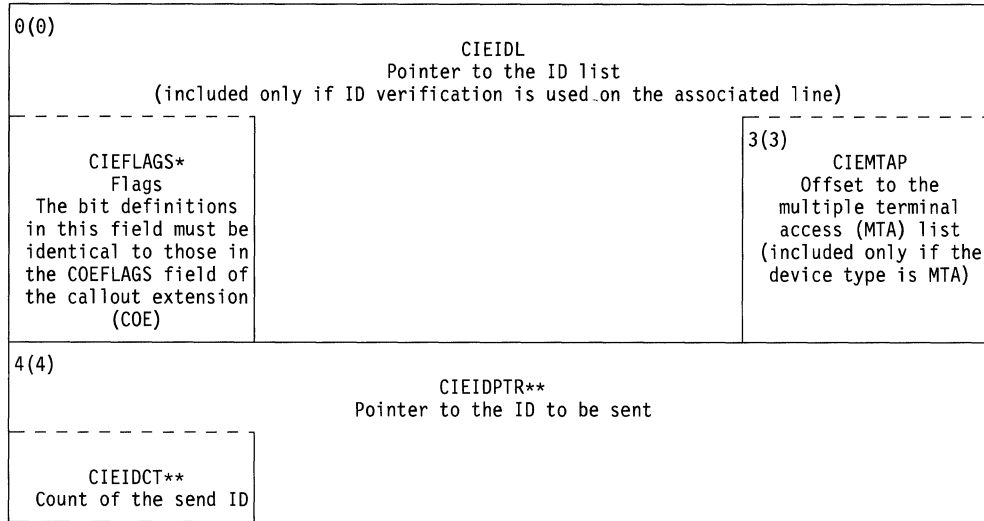 0(0)
CIEIDL
Pointer to the ID list
(included only if ID verification is used on the associated line)
CIEFLAGS*
Flags
The bit definitions
in this field must be
identical to those in
the COEFLAGS field of
the callout extension
(COE)
3(3)
CIEMTAP
Offset to the
multiple terminal
access (MTA) list
(included only if the
device type is MTA)
4(4)
CIEIDPTR**
Pointer to the ID to be sent
CIEIDCT**
Count of the send ID